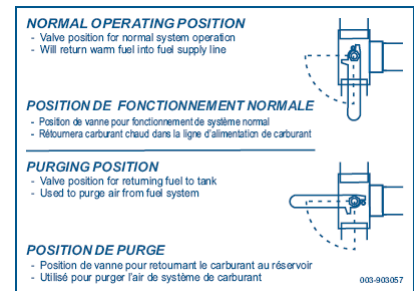 NORMAL OPERATING POSITION
- Valve position for normal system operation
- Will return warm fuel into fuel supply line
POSITION DE FONCTIONNEMENT NORMALE
- Position de vanne pour fonctionnement de système normal
- Rétournera carburant chaud dans la ligne d'alimentation de carburant
PURGING POSITION
- Valve position for returning fuel to tank
- Used to purge air from fuel system
POSITION DE PURGE
- Position de vanne pour retournant le carburant au réservoir
- Utilisé pour purger l'air de système de carburant
003-903057